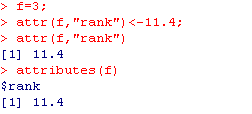 > f=3;
> attr(f,"rank")<-11.4;
> attr(f,"rank")
[1] 11.4
> attributes(f)
$rank
[1] 11.4